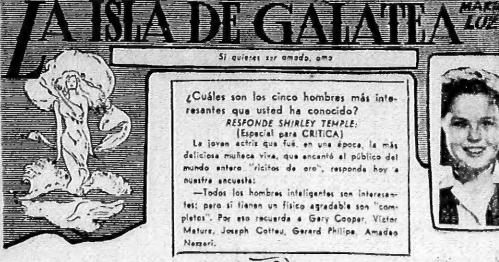 LA ISLA DE GALATEA
Si quieres ser amado, ama
¿Cuáles son los cinco hombres más inte-
resantes que usted ha conocido?
RESPONDE SHIRLEY TEMPLE:
(Especial para CRITICA)
La joven actriz que fué, en una época, la más
deliciosa muñeca viva, que encantó al público del
mundo entero "ricitos de oro", responde hoy a
nuestra encuesta:
—Todos los hombres inteligentes son interesan-
tes; pero si tienen un físico agradable son "com-
pletos". Por eso recuerda a Gary Cooper, Victor
Mature, Joseph Cotten, Gerard Philipe, Amadeo
Nazzari.